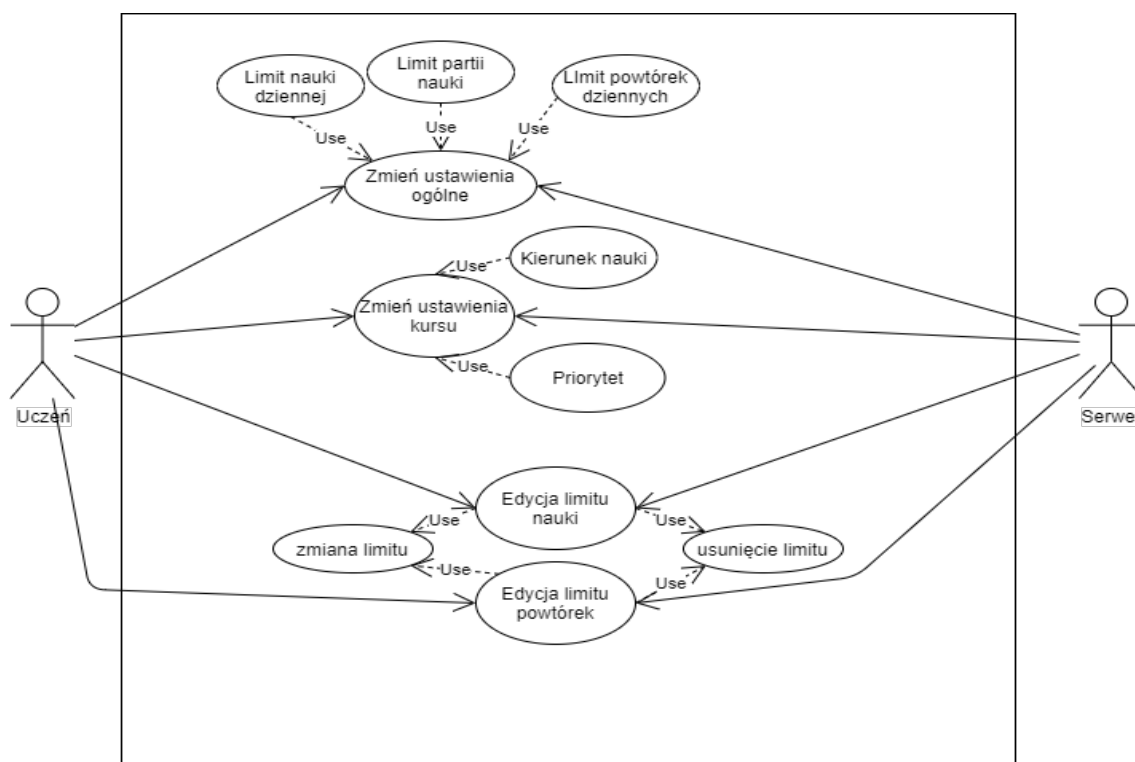 Limit nauki
dziennej
Limit partii
nauki
LImit powtórek
dziennych
Use
Use
Use
Zmień ustawienia
ogólne
Use
Kierunek nauki
Zmień ustawienia
kursu
Use
Priorytet
Uczeń
Serwe
Edycja limitu
nauki
Use
Use
zmiana limitu
usunięcie limitu
Use
Use
Edycja limitu
powtórek